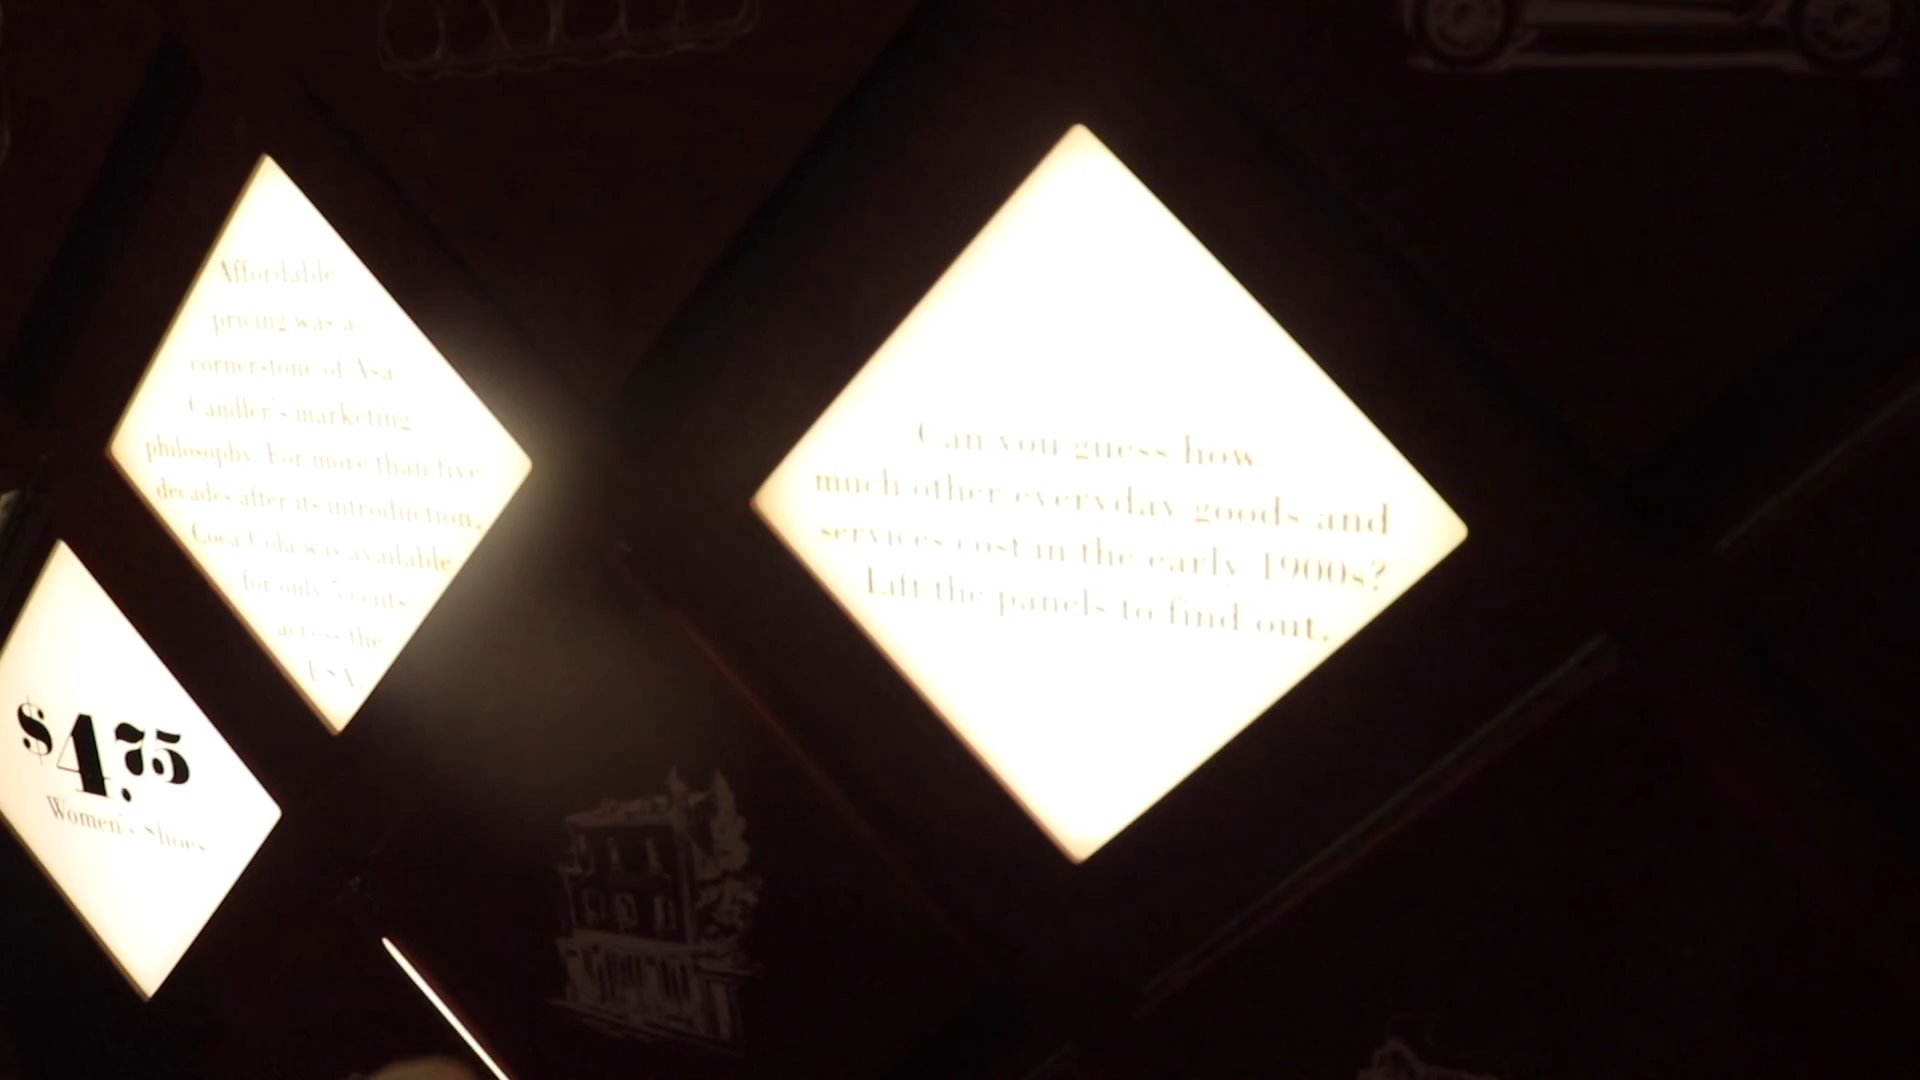 Affordable
pricing was a
cornerstone of Asa
Candler's marketing
philosophy. For more than five
decades after its introduction,
Coca-Cola was available
for only 5 cents
across the
USA.
$4.75
Women's Shoes
Can you guess how
much other everyday goods and
services cost in the early 1900s?
Lift the panels to find out.